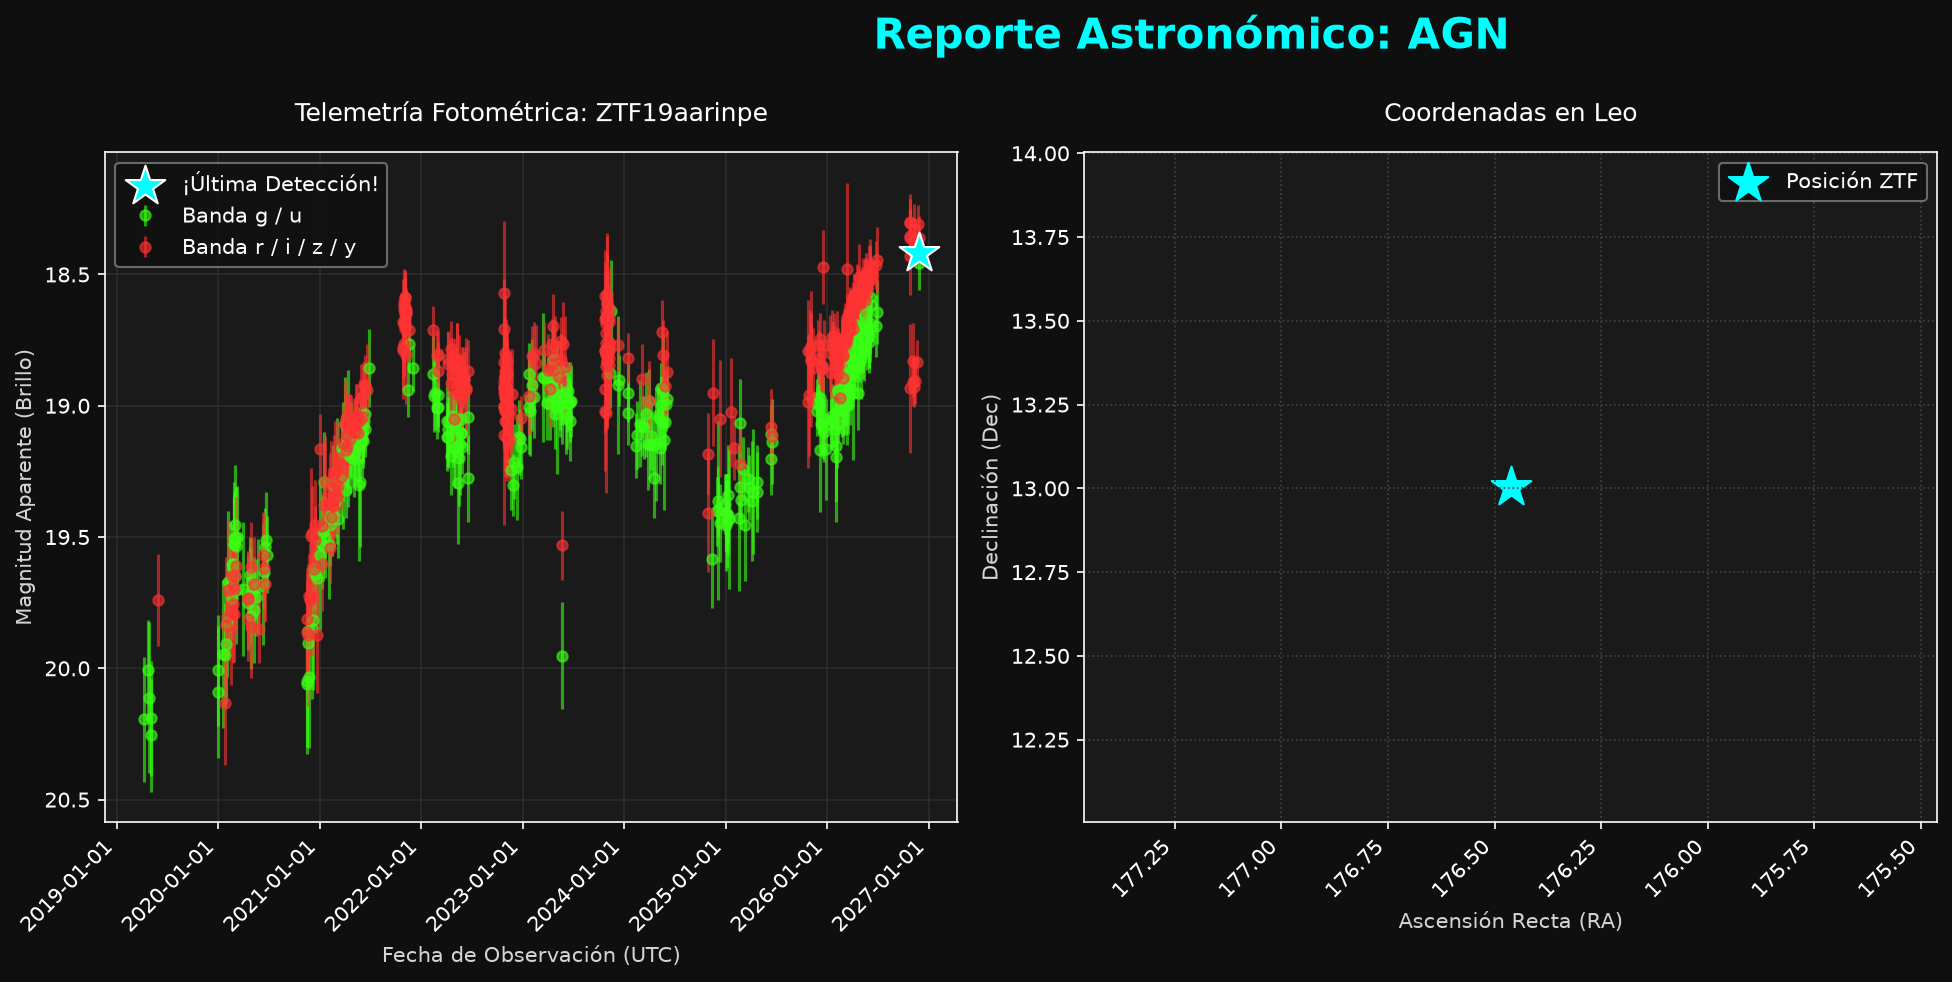 Reporte Astronómico: AGN
Telemetría Fotométrica: ZTF19aarinpe
¡Última Detección!
Banda g / u
Banda r / i / z / y
Magnitud Aparente (Brillo)
18.5
19.0
19.5
20.0
20.5
2019-01-01
2020-01-01
2021-01-01
2022-01-01
2023-01-01
2024-01-01
2025-01-01
2026-01-01
2027-01-01
Fecha de Observación (UTC)
Coordenadas en Leo
Posición ZTF
Declinación (Dec)
14.00
13.75
13.50
13.25
13.00
12.75
12.50
12.25
177.25
177.00
176.75
176.50
176.25
176.00
175.75
175.50
Ascensión Recta (RA)